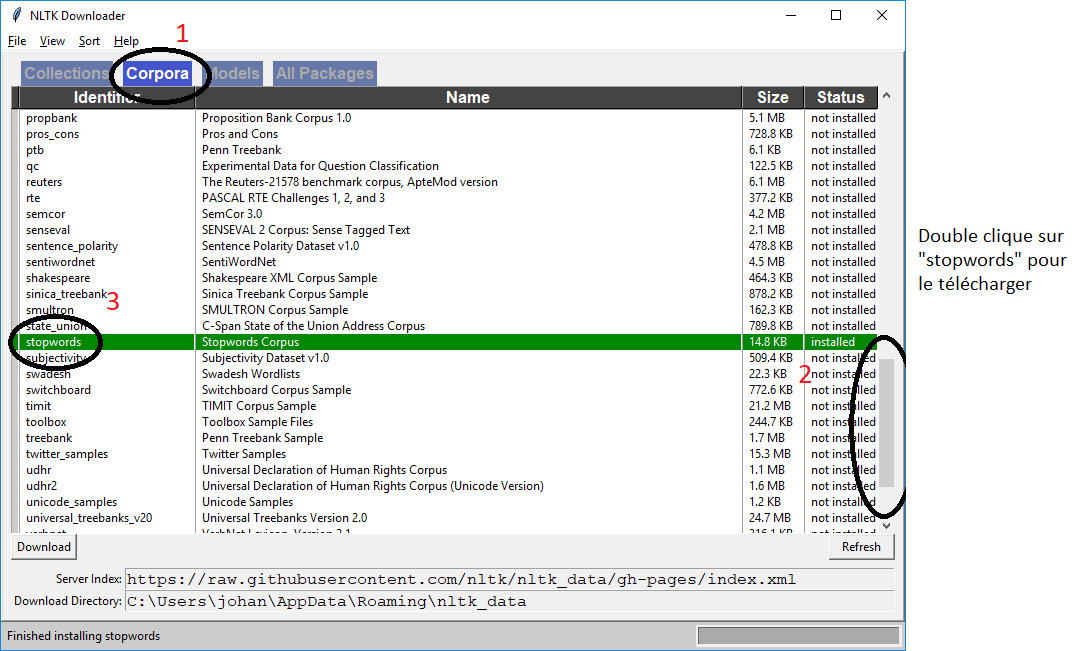 NLTK Downloader
File View Sort Help
1
Collections Corpora Models All Packages
Identifier Name Size Status
propbank Proposition Bank Corpus 1.0 5.1 MB not installed
pros_cons Pros and Cons 728.8 KB not installed
ptb Penn Treebank 6.1 KB not installed
qc Experimental Data for Question Classification 122.5 KB not installed
reuters The Reuters-21578 benchmark corpus, ApteMod version 6.1 MB not installed
rte PASCAL RTE Challenges 1, 2, and 3 377.2 KB not installed
semcor SemCor 3.0 4.2 MB not installed
senseval SENSEVAL 2 Corpus: Sense Tagged Text 2.1 MB not installed
sentence_polarity Sentence Polarity Dataset v1.0 478.8 KB not installed
sentiwordnet SentiWordNet 4.5 MB not installed
shakespeare Shakespeare XML Corpus Sample 464.3 KB not installed
sinica_treebank Sinica Treebank Corpus Sample 878.2 KB not installed
3
smultron SMULTRON Corpus Sample 162.3 KB not installed
state_union C-Span State of the Union Address Corpus 789.8 KB not installed
stopwords Stopwords Corpus 14.8 KB installed
subjectivity Subjectivity Dataset v1.0 509.4 KB not installed
swadesh Swadesh Wordlists 22.3 KB not installed
2
switchboard Switchboard Corpus Sample 772.6 KB not installed
timit TIMIT Corpus Sample 21.2 MB not installed
toolbox Toolbox Sample Files 244.7 KB not installed
treebank Penn Treebank Sample 1.7 MB not installed
twitter_samples Twitter Samples 15.3 MB not installed
udhr Universal Declaration of Human Rights Corpus 1.1 MB not installed
udhr2 Universal Declaration of Human Rights Corpus (Unicode Version) 1.6 MB not installed
unicode_samples Unicode Samples 1.2 KB not installed
universal_treebanks_v20 Universal Treebanks Version 2.0 24.7 MB not installed
Download Refresh
Server Index: https://raw.githubusercontent.com/nltk/nltk_data/gh-pages/index.xml
Download Directory: C:\Users\johan\AppData\Roaming\nltk_data
Finished installing stopwords
Double clique sur
"stopwords" pour
le télécharger